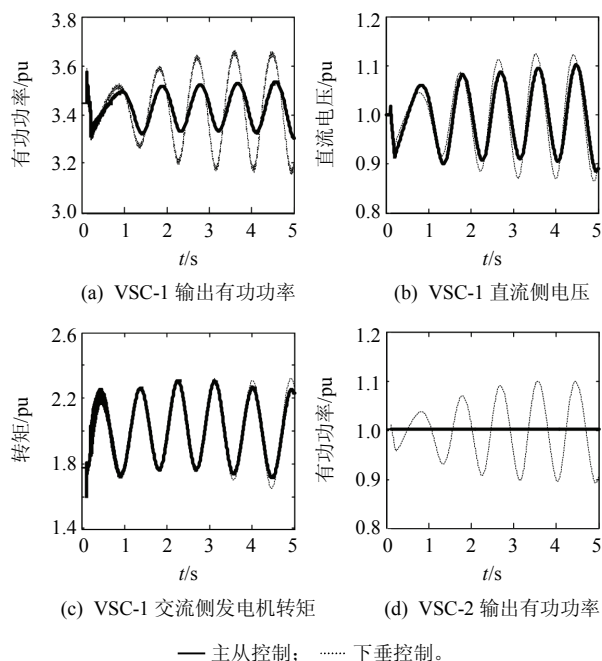 3.8
3.6
3.4
3.2
3.0
有功功率/pu
0 1 2 3 4 5
t/s
(a) VSC-1 输出有功功率
1.2
1.1
1.0
0.9
0.8
直流电压/pu
0 1 2 3 4 5
t/s
(b) VSC-1 直流侧电压
2.6
2.2
1.8
1.4
转矩/pu
0 1 2 3 4 5
t/s
(c) VSC-1 交流侧发电机转矩
1.2
1.1
1.0
0.9
0.8
有功功率/pu
0 1 2 3 4 5
t/s
(d) VSC-2 输出有功功率
主从控制； 下垂控制。